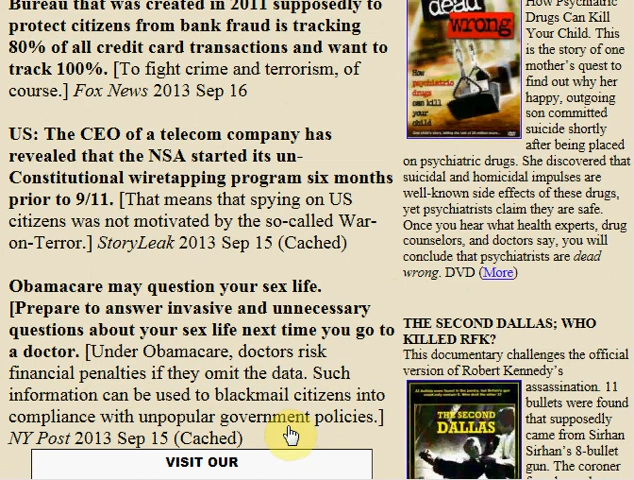 Bureau that was created in 2011 supposedly to
protect citizens from bank fraud is tracking
80% of all credit card transactions and want to
track 100%. [To fight crime and terrorism, of
course.] Fox News 2013 Sep 16
US: The CEO of a telecom company has
revealed that the NSA started its un-
Constitutional wiretapping program six months
prior to 9/11. [That means that spying on US
citizens was not motivated by the so-called War-
on-Terror.] StoryLeak 2013 Sep 15 (Cached)
Obamacare may question your sex life.
[Prepare to answer invasive and unnecessary
questions about your sex life next time you go to
a doctor. [Under Obamacare, doctors risk
financial penalties if they omit the data. Such
information can be used to blackmail citizens into
compliance with unpopular government policies.]
NY Post 2013 Sep 15 (Cached)
VISIT OUR
dead
wrong
How
psychiatric
drugs
can kill
your
child
How Psychiatric
Drugs Can Kill
Your Child. This
is the story of one
mother's quest to
find out why her
happy, outgoing
son committed
suicide shortly
after being placed
on psychiatric drugs. She discovered that
suicidal and homicidal impulses are
well-known side effects of these drugs,
yet psychiatrists claim they are safe.
Once you hear what health experts, drug
counselors, and doctors say, you will
conclude that psychiatrists are dead
wrong. DVD (More)
THE SECOND DALLAS; WHO
KILLED RFK?
This documentary challenges the official
version of Robert Kennedy's
assassination. 11
bullets were found
that supposedly
came from Sirhan
Sirhan's 8-bullet
gun. The coroner
THE SECOND
DALLAS